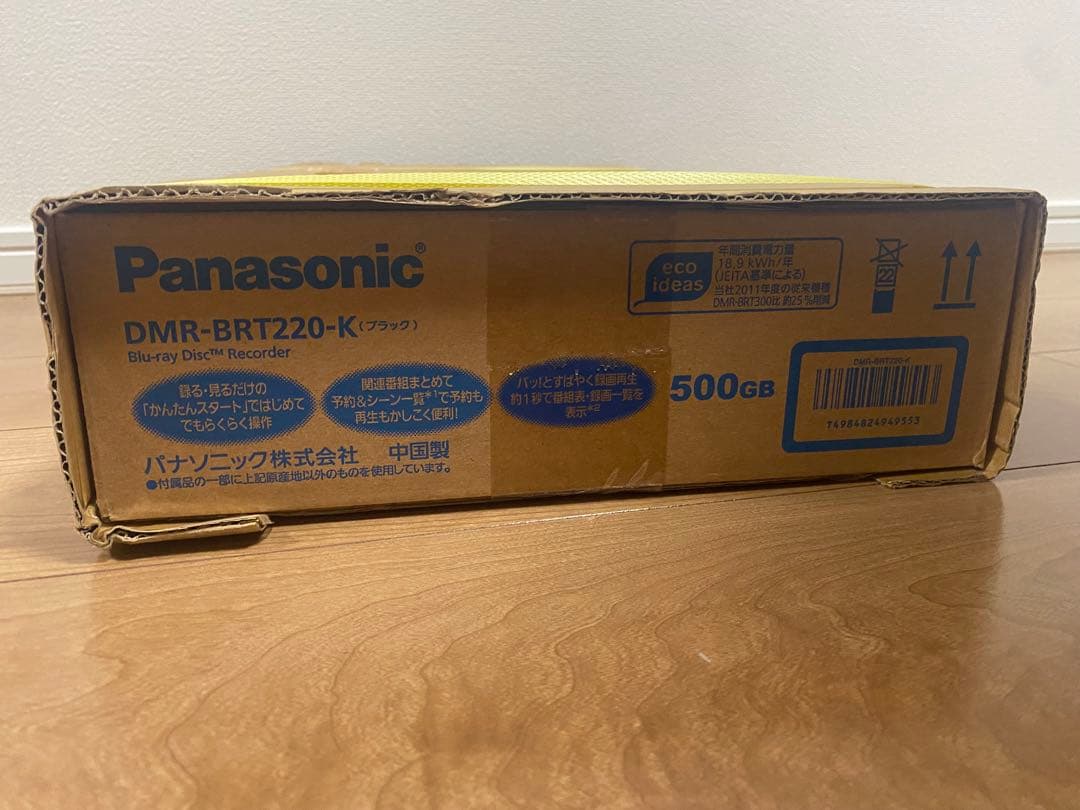 Panasonic®
DMR-BRT220-K(ブラック)
Blu-ray Disc™ Recorder
録る・見るだけの
「かんたんスタート」ではじめて
でもらくらく操作
関連番組まとめて
予約&シーン一覧*1で予約も
再生もかしこく便利!
パッ!とすばやく録画再生
約1秒で番組表・録画一覧を
表示*2
500GB
パナソニック株式会社 中国製
●付属品の一部に上記原産地以外のものを使用しています。
eco
ideas
年間消費電力量
18.9 kWh/年
(JEITA基準による)
当社2011年度の従来機種
DMR-BRT300比 約25%削減
22
DMR-BRT220-K
T4984824949553